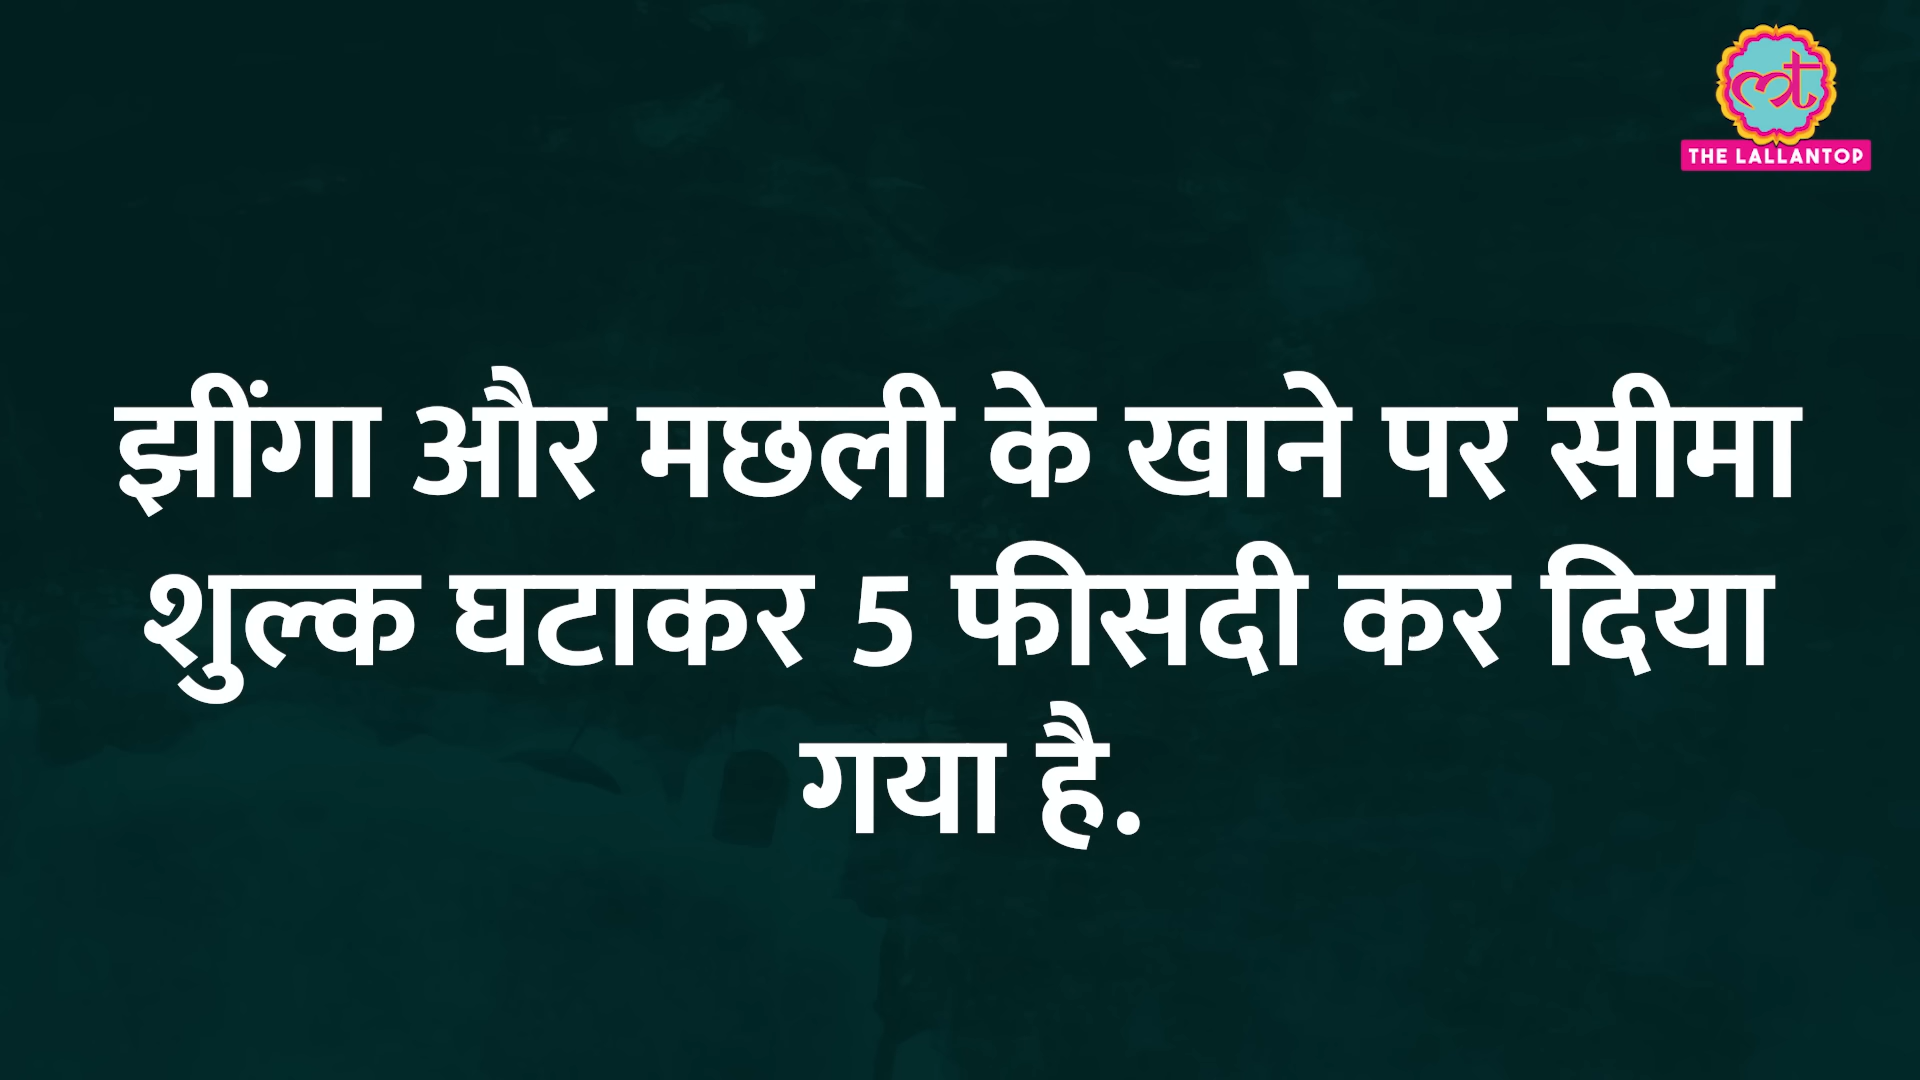 THE LALLANTOP
झींगा और मछली के खाने पर सीमा
शुल्क घटाकर 5 फीसदी कर दिया
गया है.